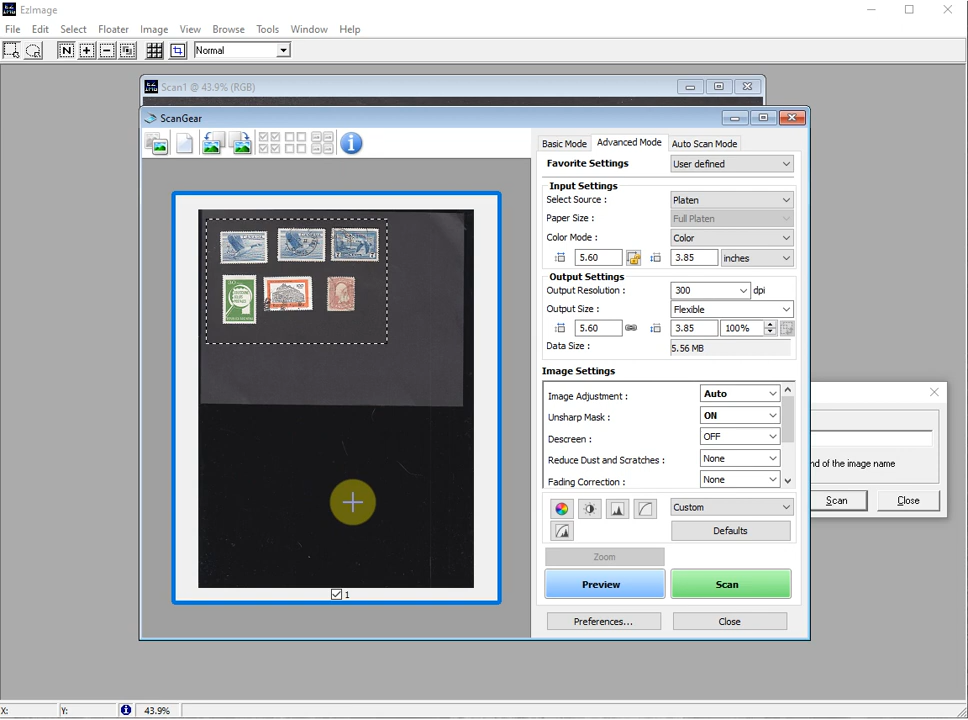 EzImage
File Edit Select Floater Image View Browse Tools Window Help
N Normal
Scan1 @ 43.9% (RGB)
ScanGear
Basic Mode Advanced Mode Auto Scan Mode
Favorite Settings User defined
Input Settings
Select Source : Platen
Paper Size : Full Platen
Color Mode : Color
5.60 3.85 inches
Output Settings
Output Resolution : 300 dpi
Output Size : Flexible
5.60 3.85 100%
Data Size : 5.56 MB
Image Settings
Image Adjustment : Auto
Unsharp Mask : ON
Descreen : OFF
Reduce Dust and Scratches : None
Fading Correction : None
Custom
Defaults
Zoom
Preview Scan
Preferences... Close
1
nd of the image name
Scan Close
CANADA
X: Y: 43.9%